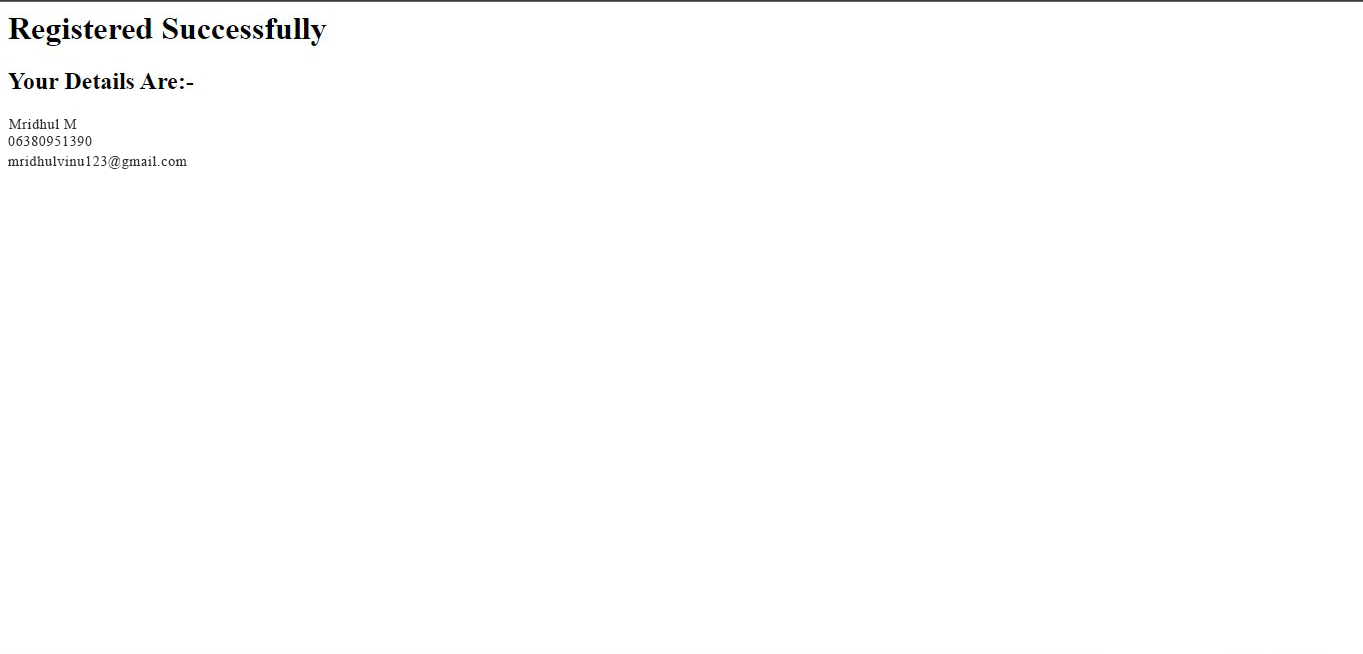 Registered Successfully
Your Details Are:-
Mridhul M
06380951390
mridhulvinu123@gmail.com